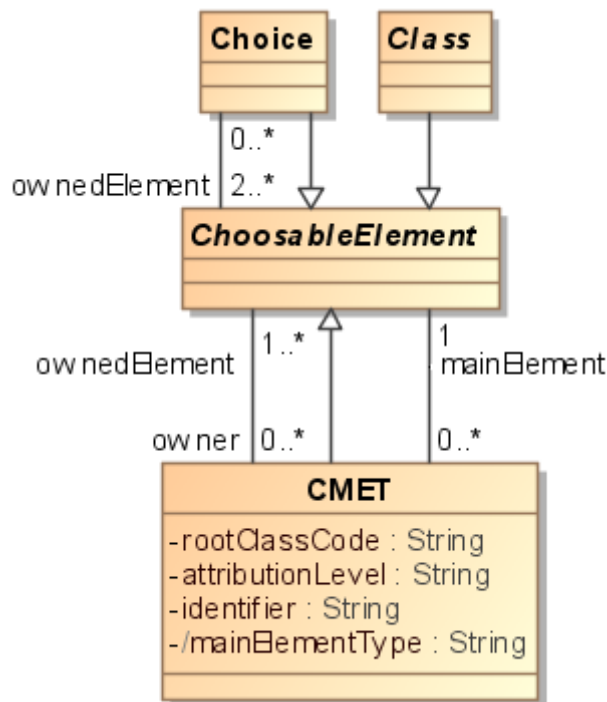 Choice
Class
0..*
ownedElement 2..*
ChoosableElement
ownedElement 1..*
1
mainElement
owner 0..*
0..*
CMET
-rootClassCode : String
-attributionLevel : String
-identifier : String
-/mainElementType : String